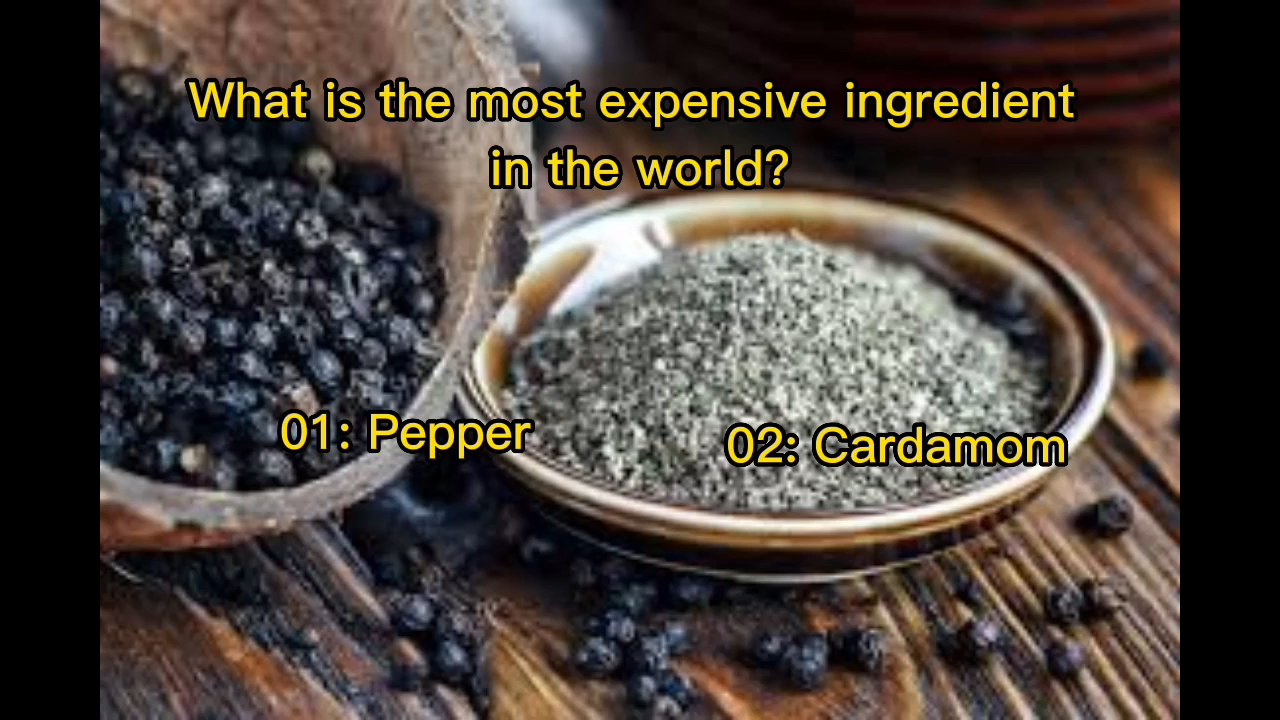 What is the most expensive ingredient
in the world?
01: Pepper
02: Cardamom